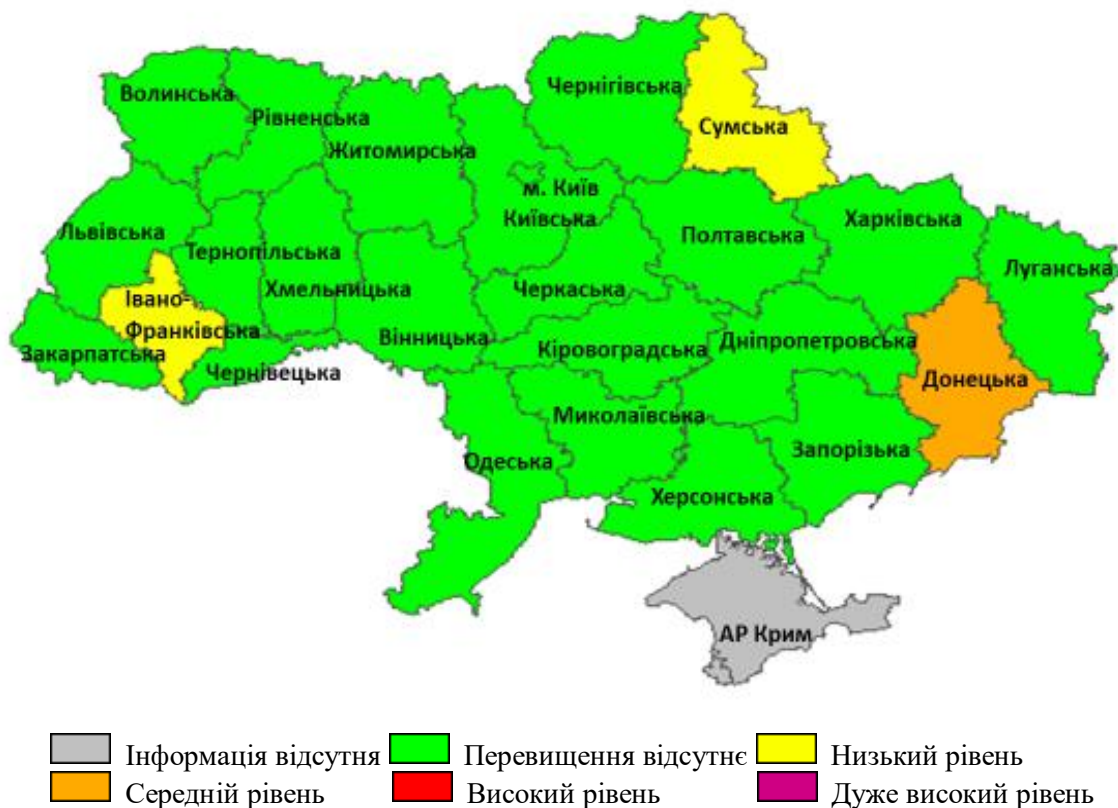 Чернігівська
Волинська
Рівненська
Сумська
Житомирська
м. Київ
Київська
Львівська
Тернопільська
Полтавська
Харківська
Луганська
Хмельницька
Черкаська
Івано-
Франківська
Вінницька
Кіровоградська
Дніпропетровська
Закарпатська
Чернівецька
Донецька
Миколаївська
Запорізька
Одеська
Херсонська
АР Крим
Інформація відсутня
Перевищення відсутнє
Низький рівень
Середній рівень
Високий рівень
Дуже високий рівень